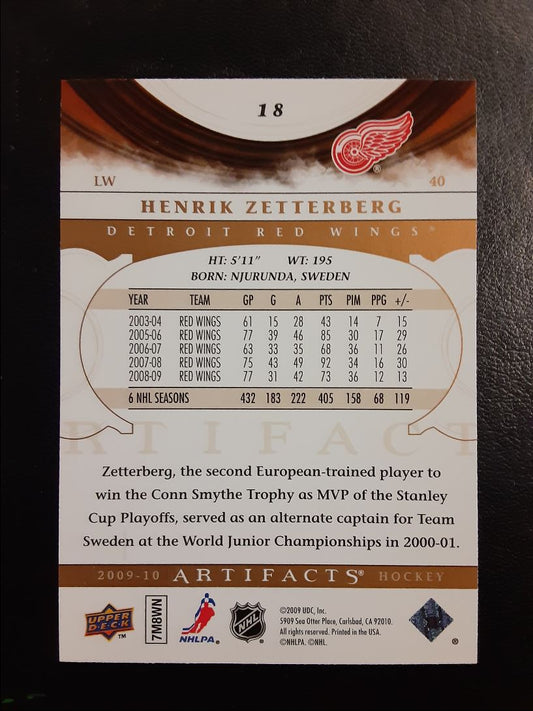 18
LW 40
HENRIK ZETTERBERG
DETROIT RED WINGS®
HT: 5'11" WT: 195
BORN: NJURUNDA, SWEDEN
YEAR TEAM GP G A PTS PIM PPG +/-
2003-04 RED WINGS 61 15 28 43 14 7 15
2005-06 RED WINGS 77 39 46 85 30 17 29
2006-07 RED WINGS 63 33 35 68 36 11 26
2007-08 RED WINGS 75 43 49 92 34 16 30
2008-09 RED WINGS 77 31 42 73 36 12 13
6 NHL SEASONS 432 183 222 405 158 68 119
ARTIFACT
Zetterberg, the second European-trained player to
win the Conn Smythe Trophy as MVP of the Stanley
Cup Playoffs, served as an alternate captain for Team
Sweden at the World Junior Championships in 2000-01.
2009-10 ARTIFACTS® HOCKEY
UPPER DECK™
7M8WN
NHLPA.
NHL
©2009 UDC, Inc.
5909 Sea Otter Place, Carlsbad, CA 92010.
All rights reserved. Printed in the USA.
©NHLPA. ©NHL.
®